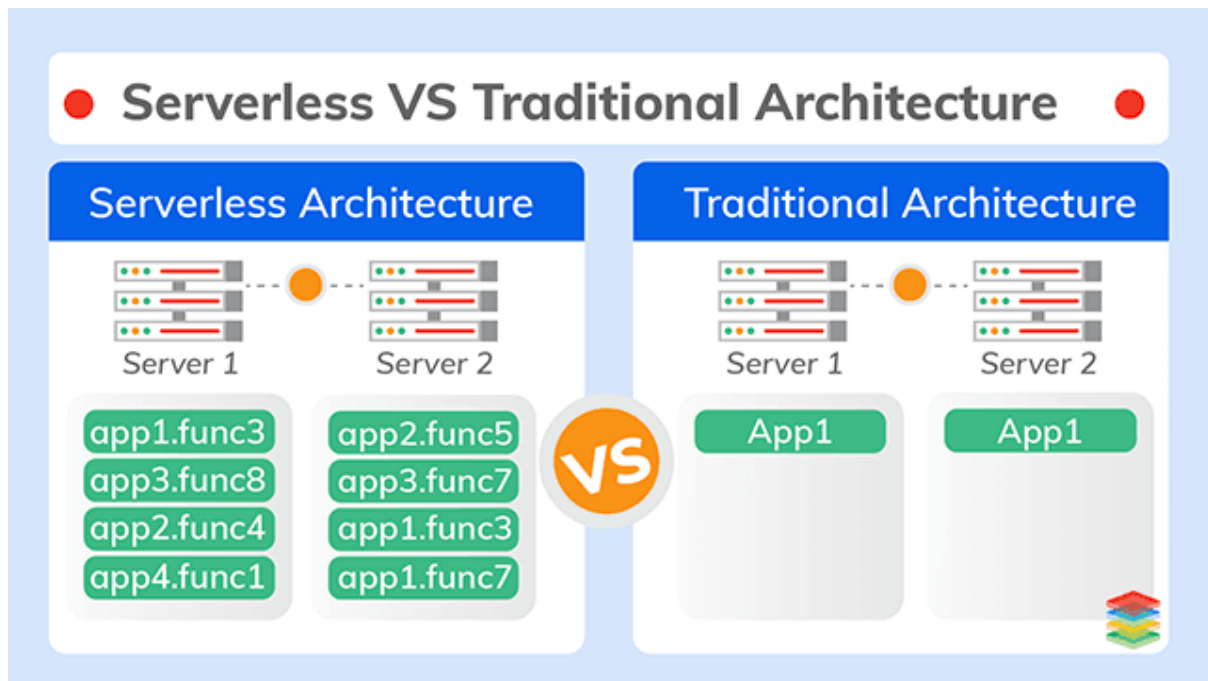 Serverless VS Traditional Architecture
Serverless Architecture
Server 1
Server 2
app1.func3
app3.func8
app2.func4
app4.func1
app2.func5
app3.func7
app1.func3
app1.func7
VS
Traditional Architecture
Server 1
Server 2
App1
App1